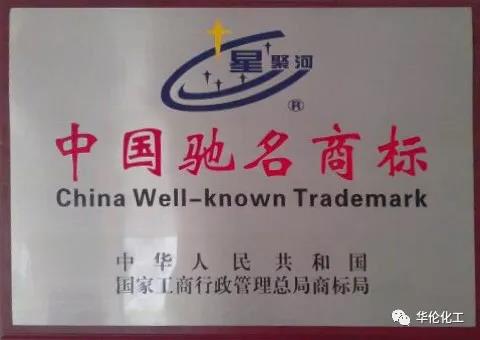 星聚河
®
中国驰名商标
China Well-known Trademark
中华人民共和国
国家工商行政管理总局商标局
华伦化工